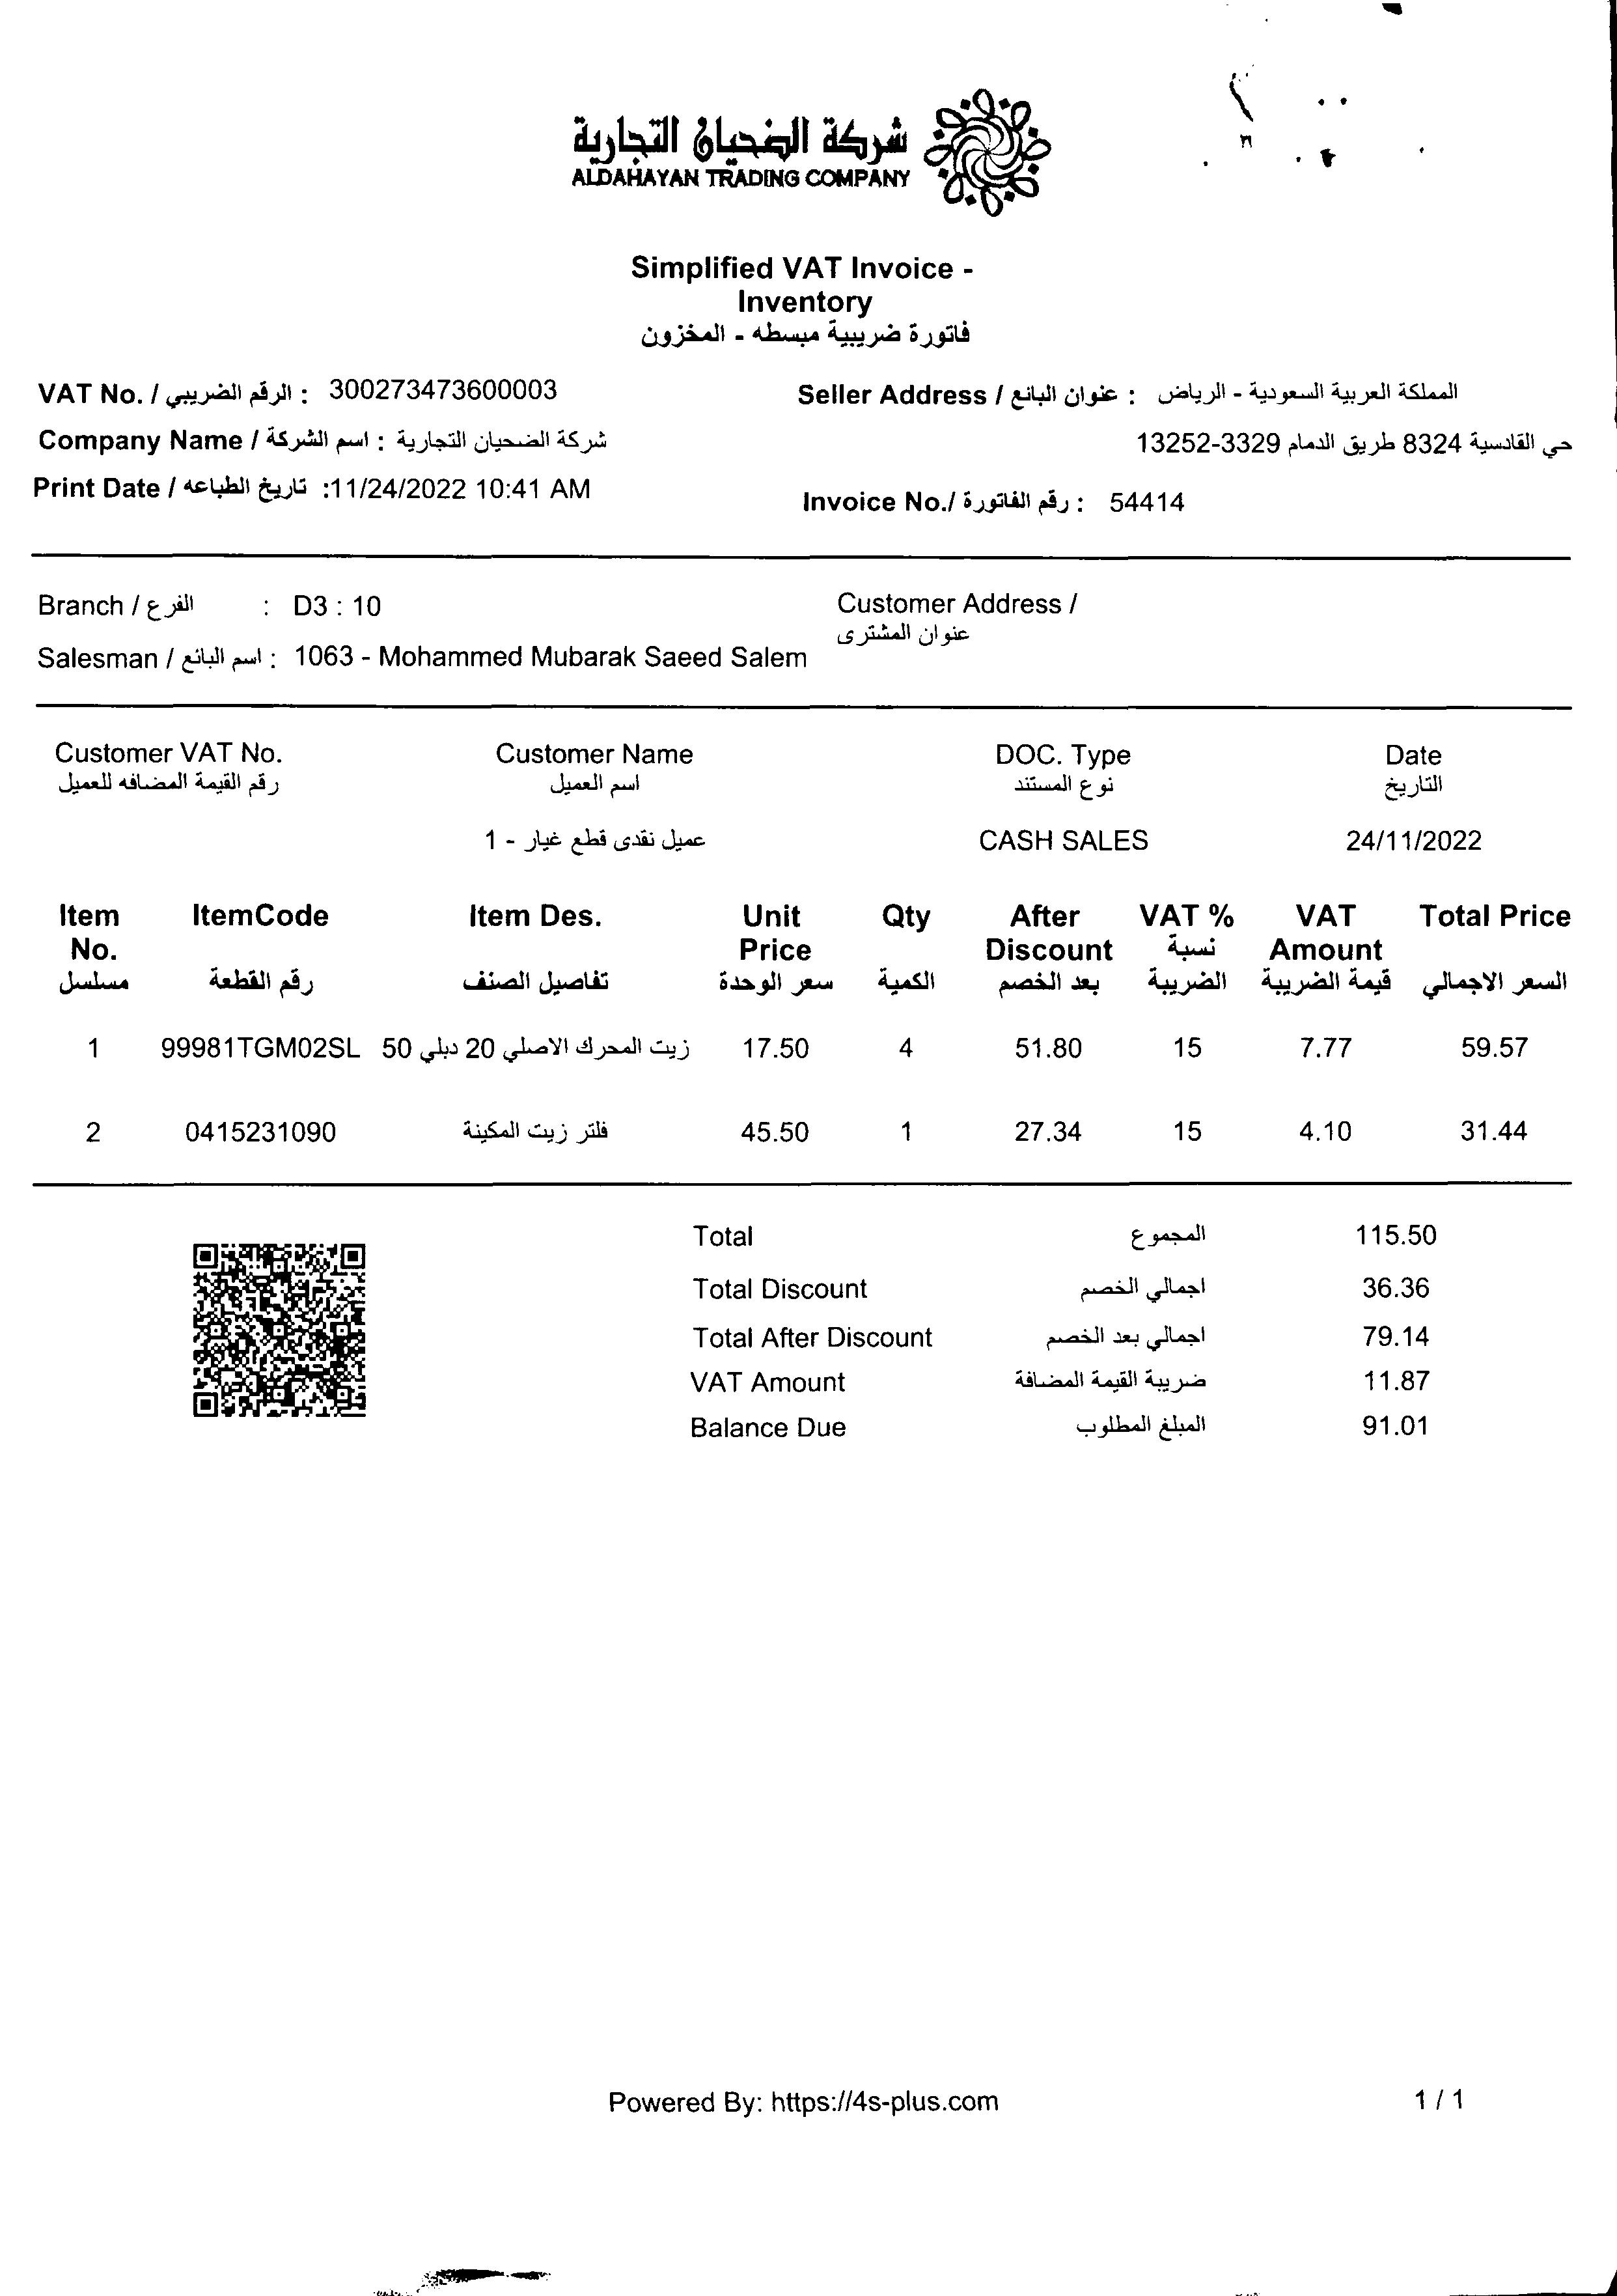 شركة الضحيان التجارية
ALDAHAYAN TRADING COMPANY
Simplified VAT Invoice -
Inventory
فاتورة ضريبية مبسطه - المخزون
VAT No. / الرقم الضريبي : 300273473600003
Seller Address / عنوان البائع : المملكة العربية السعودية - الرياض
Company Name / اسم الشركة : شركة الضحيان التجارية
حي القادسية 8324 طريق الدمام 3329-13252
Print Date / تاريخ الطباعه :11/24/2022 10:41 AM
Invoice No./ رقم الفاتورة : 54414
Branch / الفرع : D3 : 10
Customer Address /
عنوان المشترى
Salesman / اسم البائع : 1063 - Mohammed Mubarak Saeed Salem
Customer VAT No. Customer Name DOC. Type Date
رقم القيمة المضافه للعميل اسم العميل نوع المستند التاريخ
عميل نقدى قطع غيار - 1 CASH SALES 24/11/2022
Item ItemCode Item Des. Unit Qty After VAT % VAT Total Price
No. Price Discount نسبة Amount
مسلسل رقم القطعة تفاصيل الصنف سعر الوحدة الكمية بعد الخصم الضريبة قيمة الضريبة السعر الاجمالي
1 99981TGM02SL زيت المحرك الاصلي 20 دبلي 50 17.50 4 51.80 15 7.77 59.57
2 0415231090 فلتر زيت المكينة 45.50 1 27.34 15 4.10 31.44
Total المجموع 115.50
Total Discount اجمالي الخصم 36.36
Total After Discount اجمالي بعد الخصم 79.14
VAT Amount ضريبة القيمة المضافة 11.87
Balance Due المبلغ المطلوب 91.01
Powered By: https://4s-plus.com 1 / 1